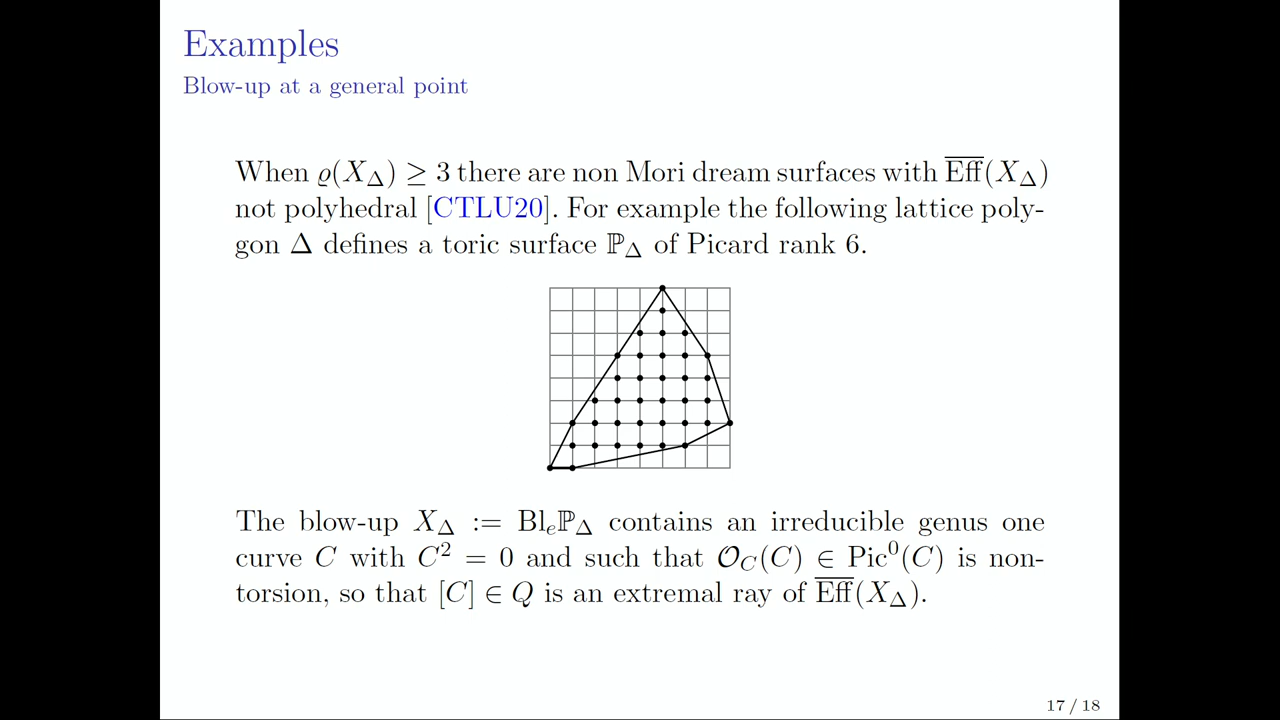 Examples
Blow-up at a general point
When ϱ(X_Δ) ≥ 3 there are non Mori dream surfaces with \overline{Eff}(X_Δ)
not polyhedral [CTLU20]. For example the following lattice poly-
gon Δ defines a toric surface ℙ_Δ of Picard rank 6.
The blow-up X_Δ := Bl_eℙ_Δ contains an irreducible genus one
curve C with C² = 0 and such that 𝒪_C(C) ∈ Pic⁰(C) is non-
torsion, so that [C] ∈ Q is an extremal ray of \overline{Eff}(X_Δ).
17 / 18